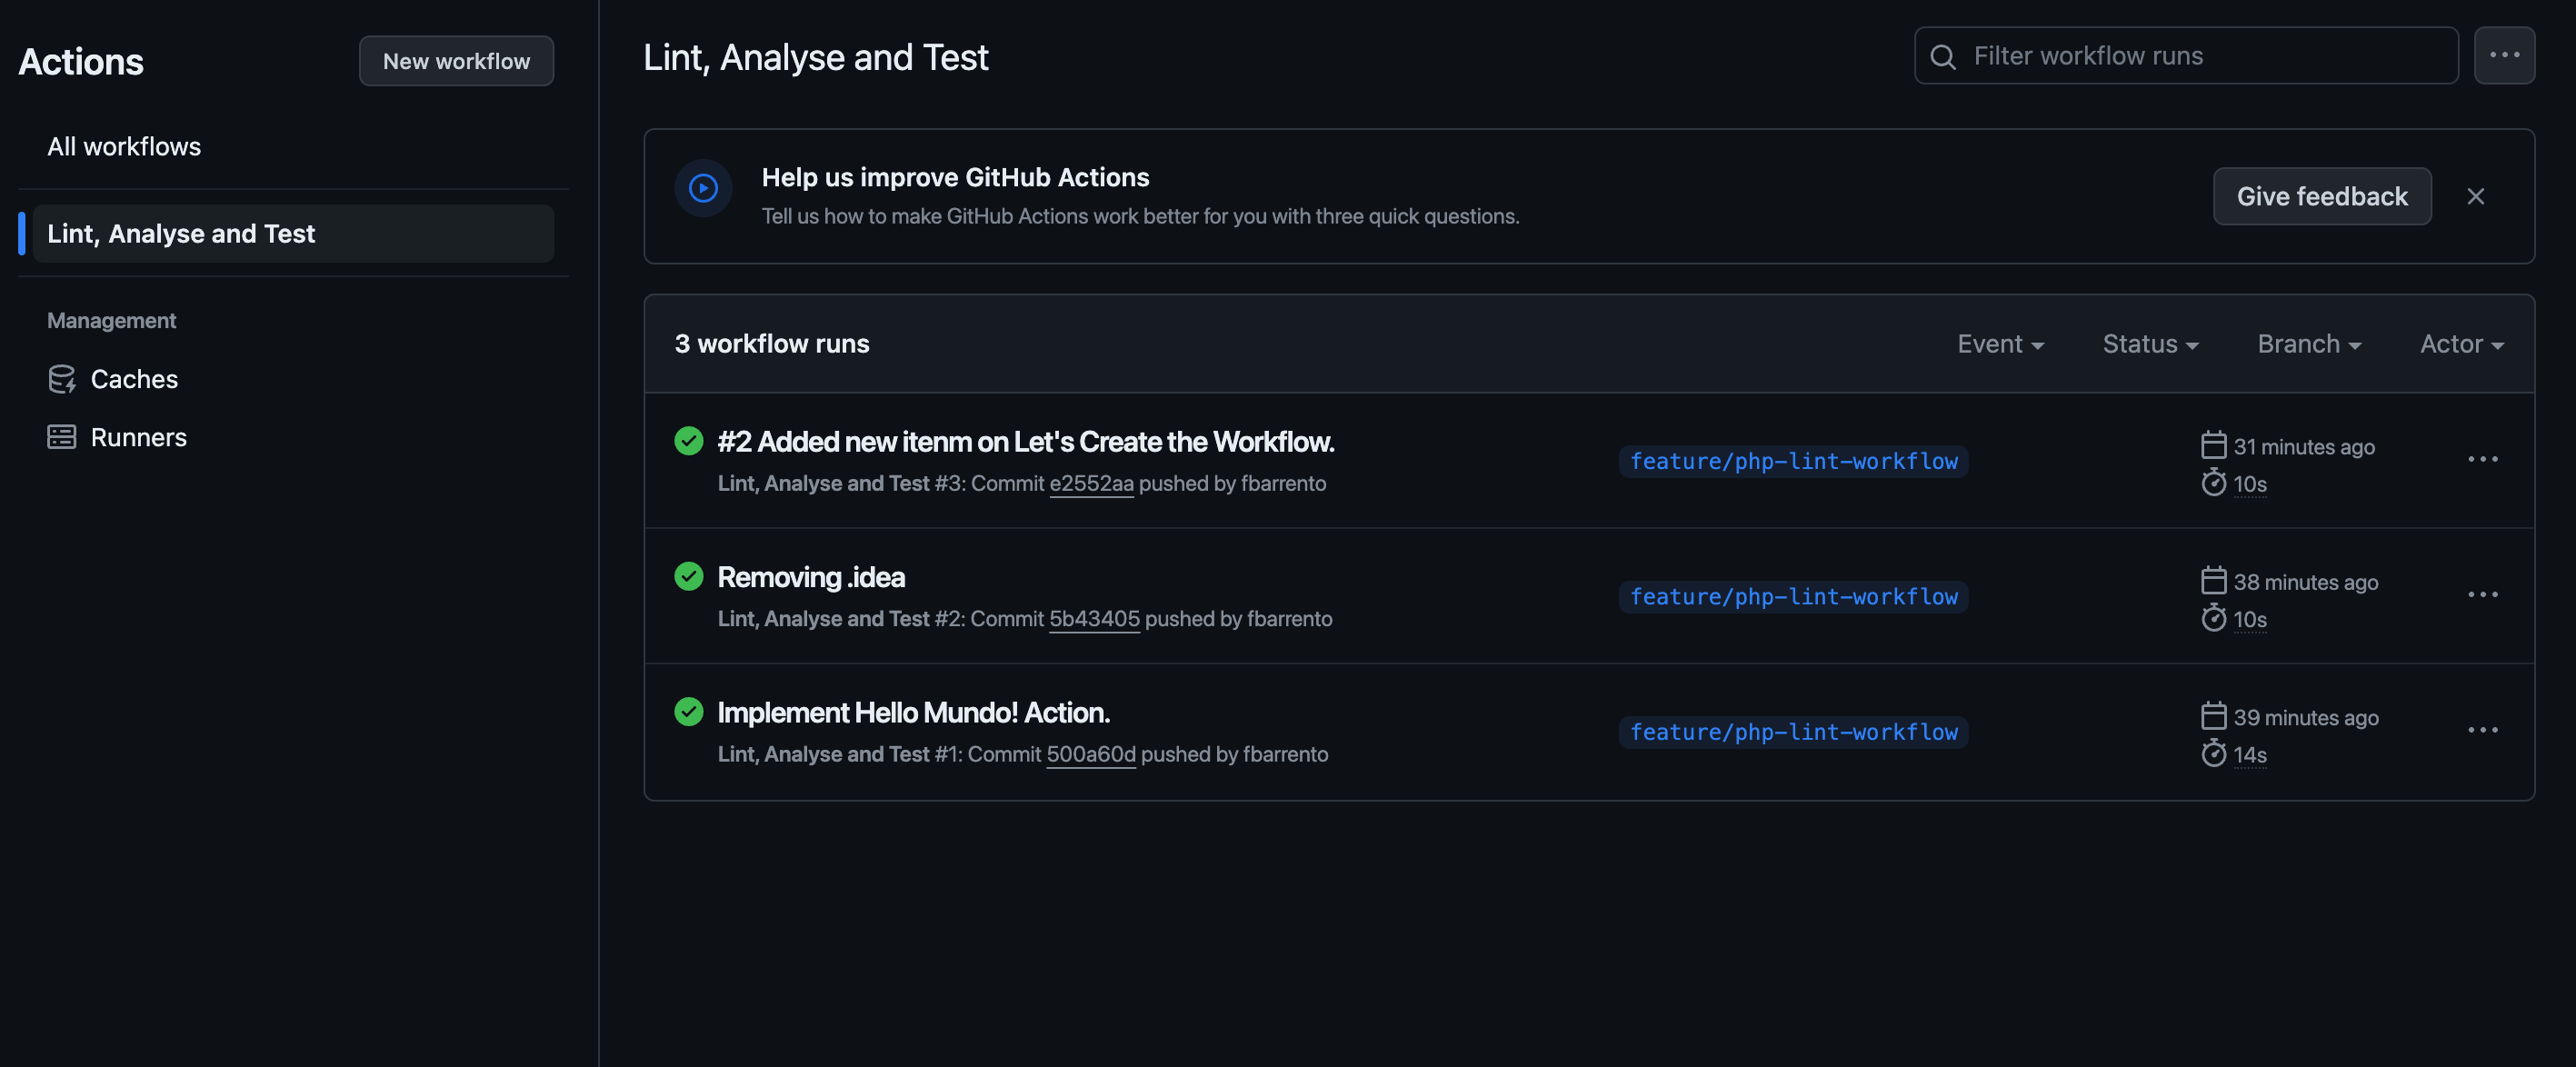 Actions
New workflow
All workflows
Lint, Analyse and Test
Management
Caches
Runners
Lint, Analyse and Test
Filter workflow runs
Help us improve GitHub Actions
Tell us how to make GitHub Actions work better for you with three quick questions.
Give feedback
3 workflow runs
Event
Status
Branch
Actor
#2 Added new itenm on Let's Create the Workflow.
Lint, Analyse and Test #3: Commit e2552aa pushed by fbarrento
feature/php-lint-workflow
31 minutes ago
10s
Removing .idea
Lint, Analyse and Test #2: Commit 5b43405 pushed by fbarrento
feature/php-lint-workflow
38 minutes ago
10s
Implement Hello Mundo! Action.
Lint, Analyse and Test #1: Commit 500a60d pushed by fbarrento
feature/php-lint-workflow
39 minutes ago
14s